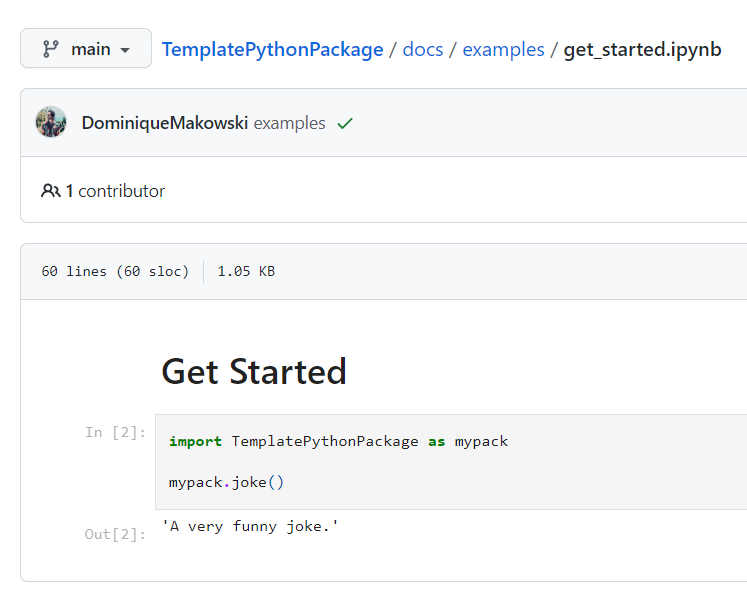 main TemplatePythonPackage / docs / examples / get_started.ipynb
DominiqueMakowski examples
1 contributor
60 lines (60 sloc) 1.05 KB
Get Started
In [2]: import TemplatePythonPackage as mypack
mypack.joke()
Out[2]: 'A very funny joke.'